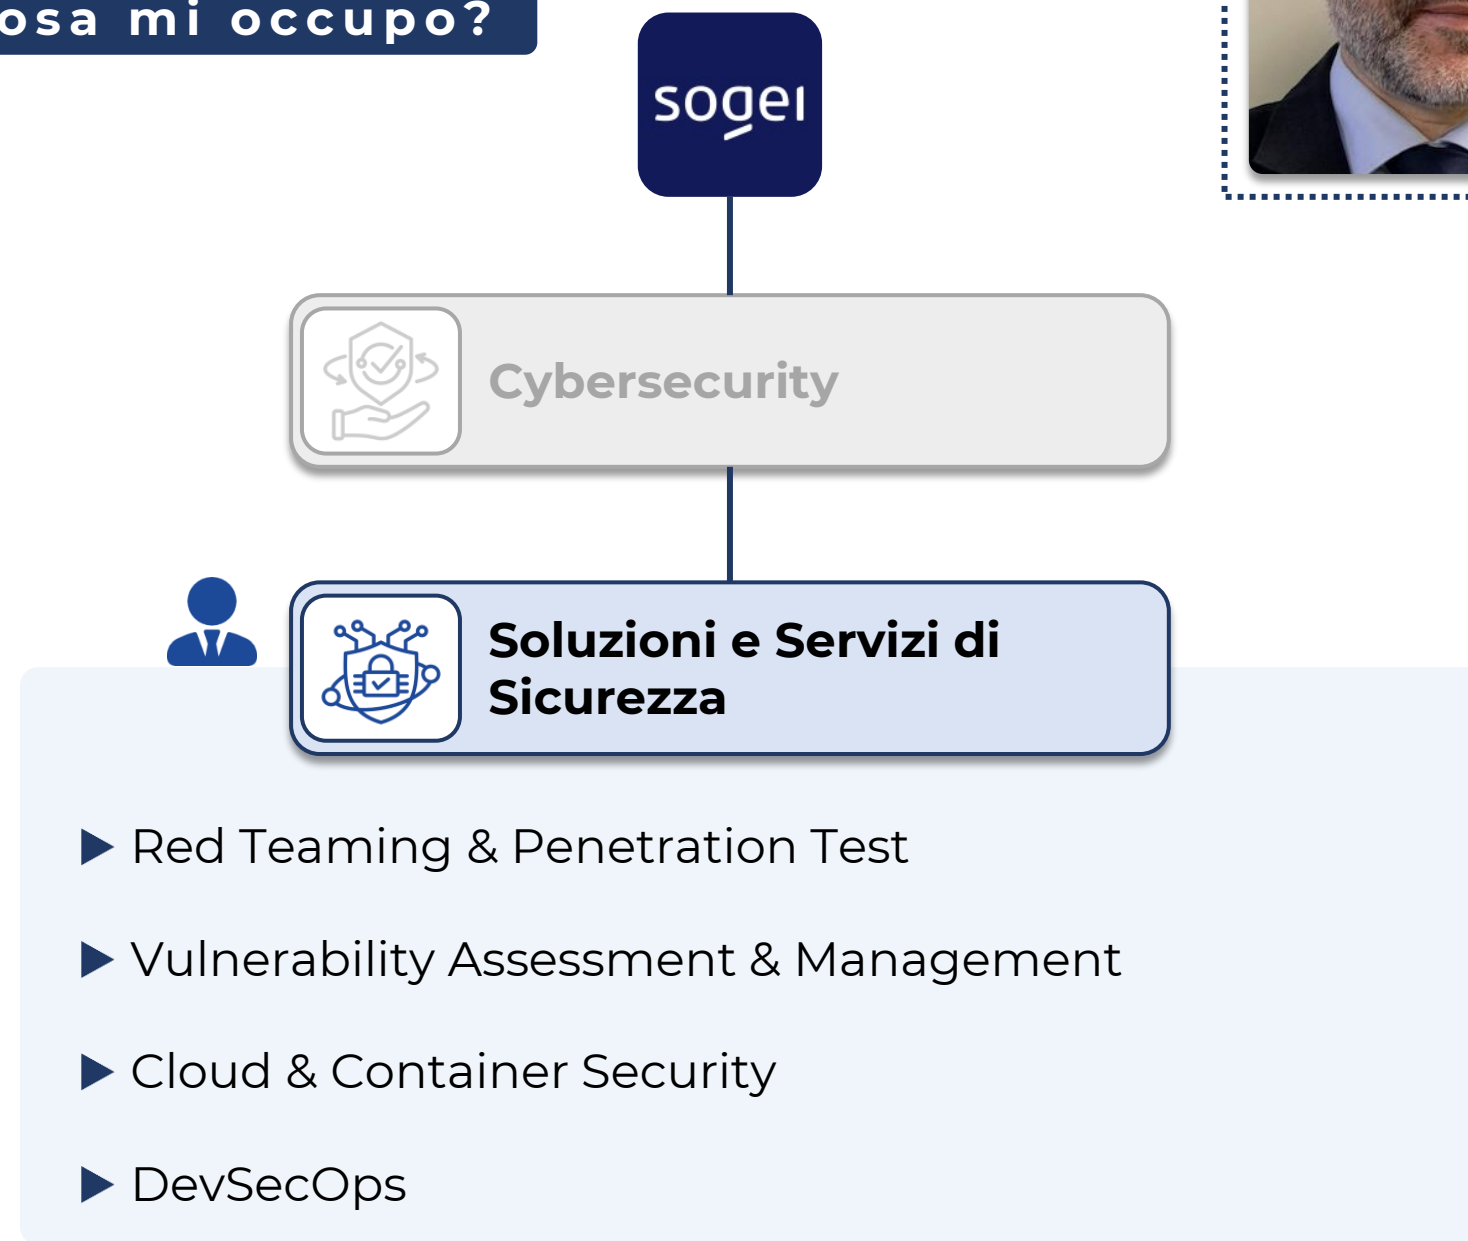 osa mi occupo?
sogei
Cybersecurity
Soluzioni e Servizi di
Sicurezza
Red Teaming & Penetration Test
Vulnerability Assessment & Management
Cloud & Container Security
DevSecOps